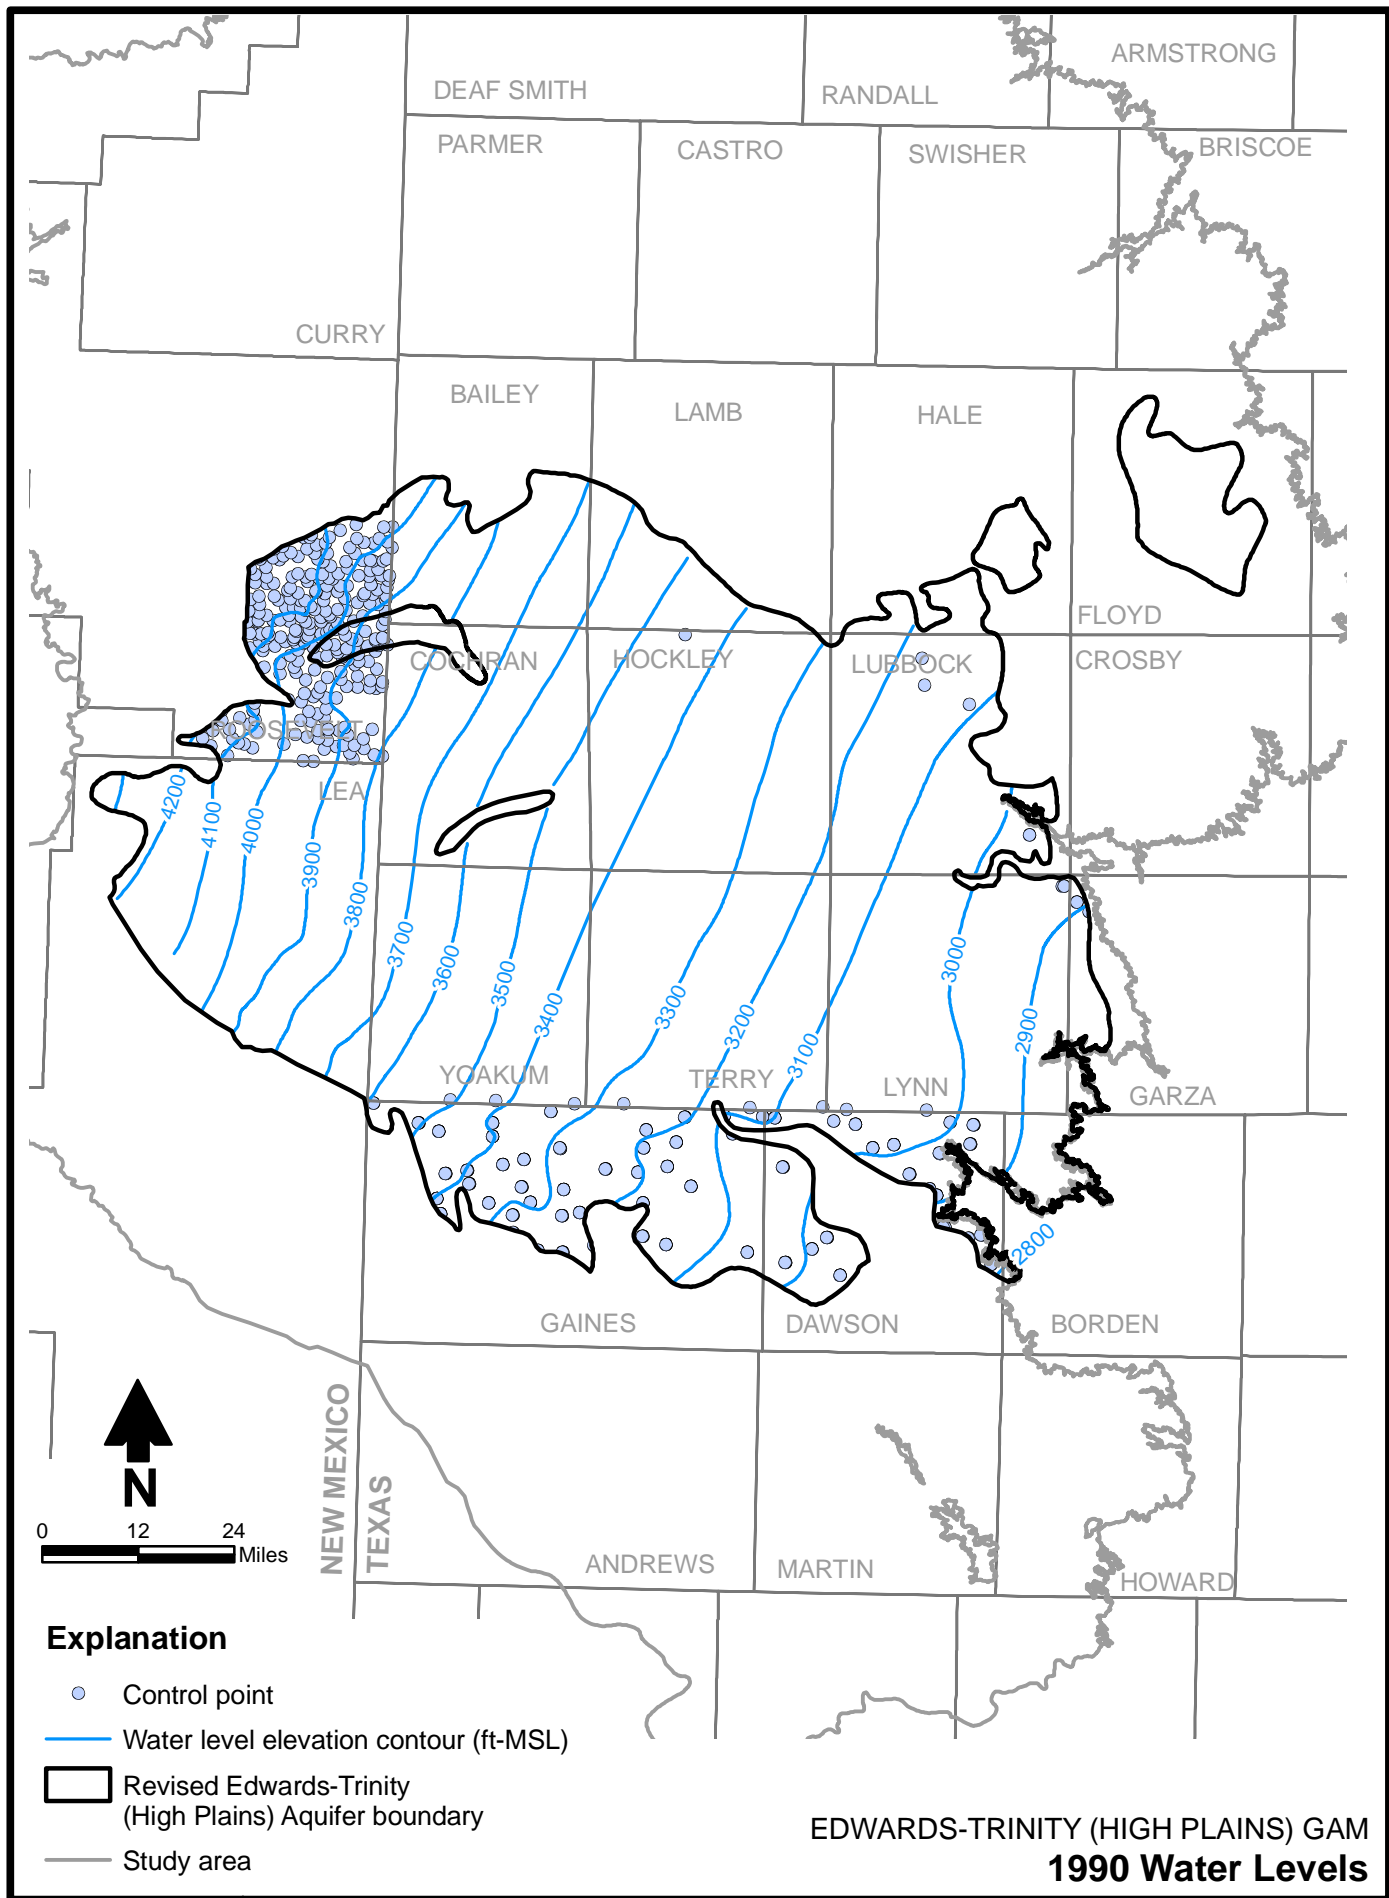 ARMSTRONG
DEAF SMITH
RANDALL
PARMER
CASTRO
SWISHER
BRISCOE
CURRY
BAILEY
LAMB
HALE
FLOYD
COCHRAN
HOCKLEY
LUBBOCK
CROSBY
ROOSEVELT
LEA
4200
4100
4000
3900
3800
3700
3600
3500
3400
3300
3200
3100
3000
2900
YOAKUM
TERRY
LYNN
GARZA
2800
GAINES
DAWSON
BORDEN
NEW MEXICO
TEXAS
N
0 12 24
Miles
ANDREWS
MARTIN
HOWARD
Explanation
Control point
Water level elevation contour (ft-MSL)
Revised Edwards-Trinity
(High Plains) Aquifer boundary
Study area
EDWARDS-TRINITY (HIGH PLAINS) GAM
1990 Water Levels